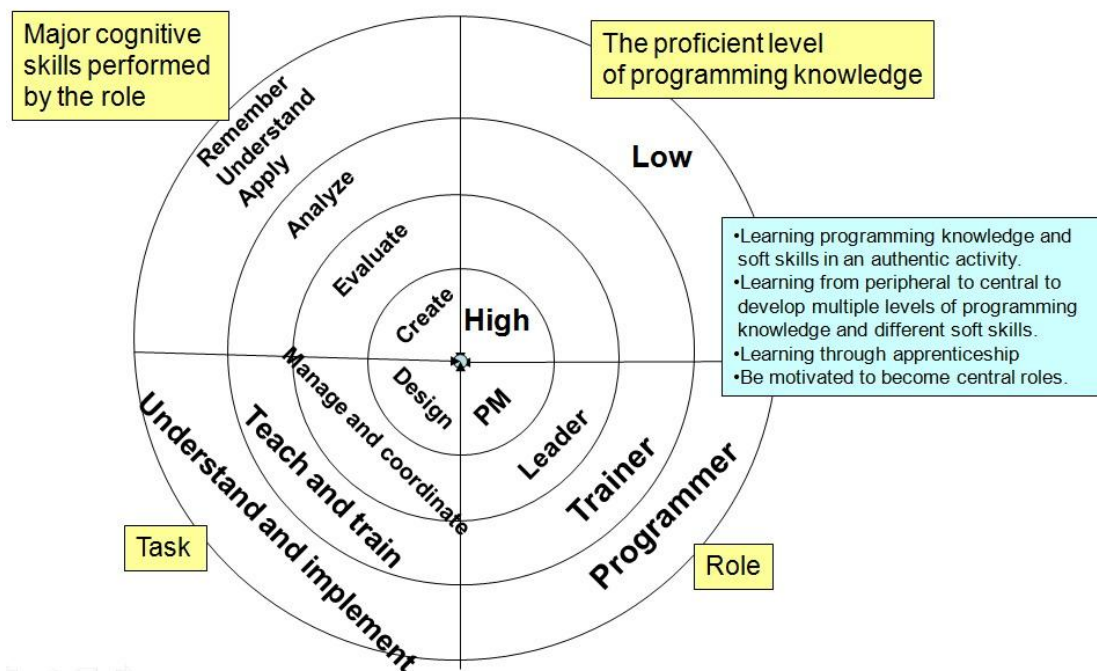 Major cognitive
skills performed
by the role
The proficient level
of programming knowledge
Remember
Understand
Apply
Analyze
Evaluate
Create
Low
High
•Learning programming knowledge and
soft skills in an authentic activity.
•Learning from peripheral to central to
develop multiple levels of programming
knowledge and different soft skills.
•Learning through apprenticeship
•Be motivated to become central roles.
Design
Manage and coordinate
Teach and train
Understand and implement
PM
Leader
Trainer
Programmer
Task
Role